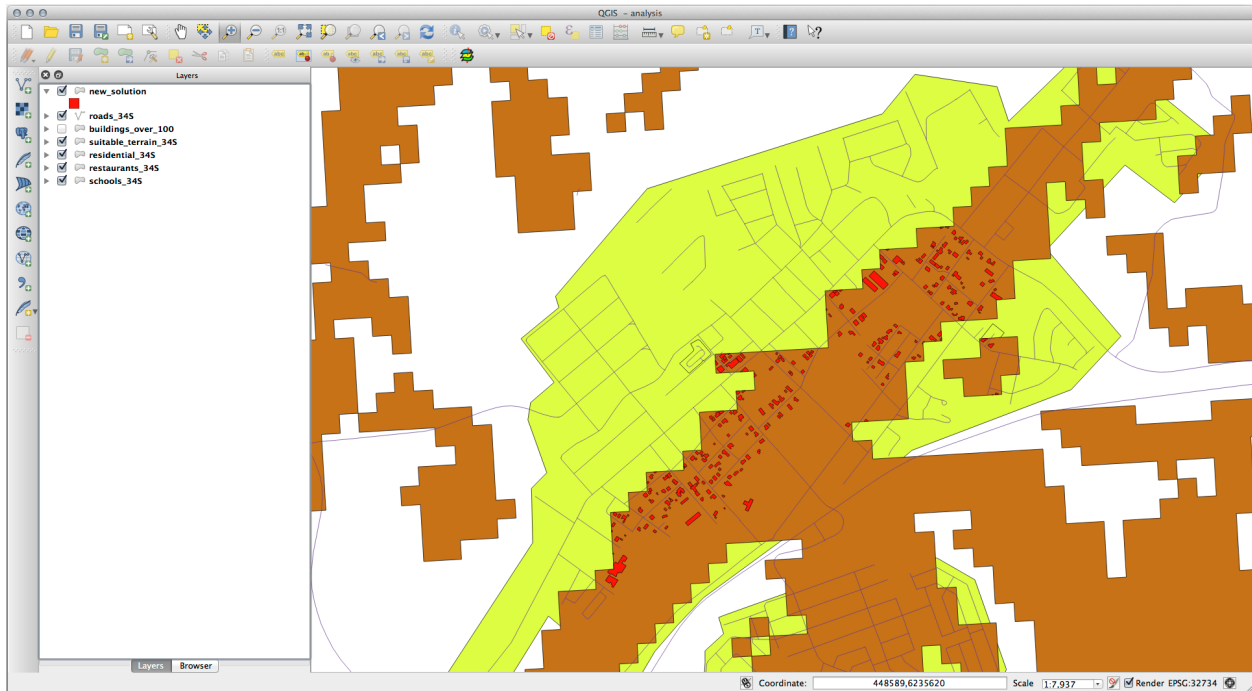 QGIS - analysis
Layers
new_solution
roads_34S
buildings_over_100
suitable_terrain_34S
residential_34S
restaurants_34S
schools_34S
Layers Browser
Coordinate: 448589,6235620 Scale 1:7,937 Render EPSG:32734